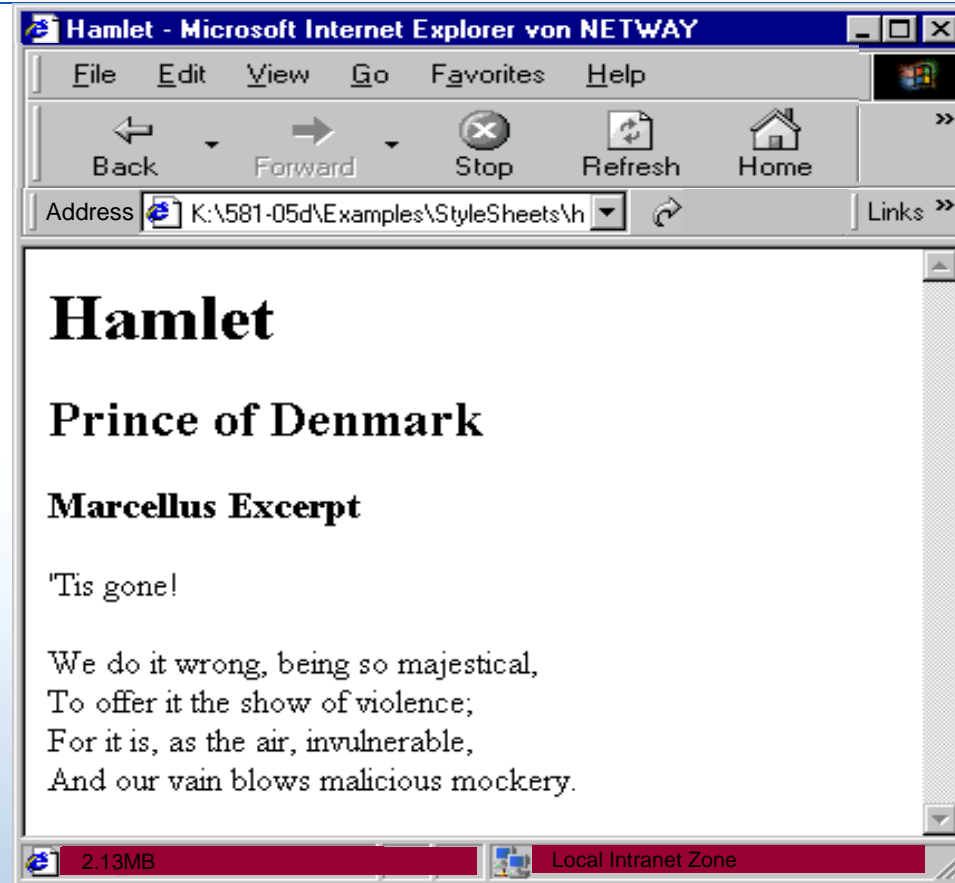 Hamlet - Microsoft Internet Explorer von NETWAY
File Edit View Go Favorites Help
»
Back Forward Stop Refresh Home
Address K:\581-05d\Examples\StyleSheets\h Links »
Hamlet
Prince of Denmark
Marcellus Excerpt
'Tis gone!
We do it wrong, being so majestical,
To offer it the show of violence;
For it is, as the air, invulnerable,
And our vain blows malicious mockery.
2.13MB Local Intranet Zone